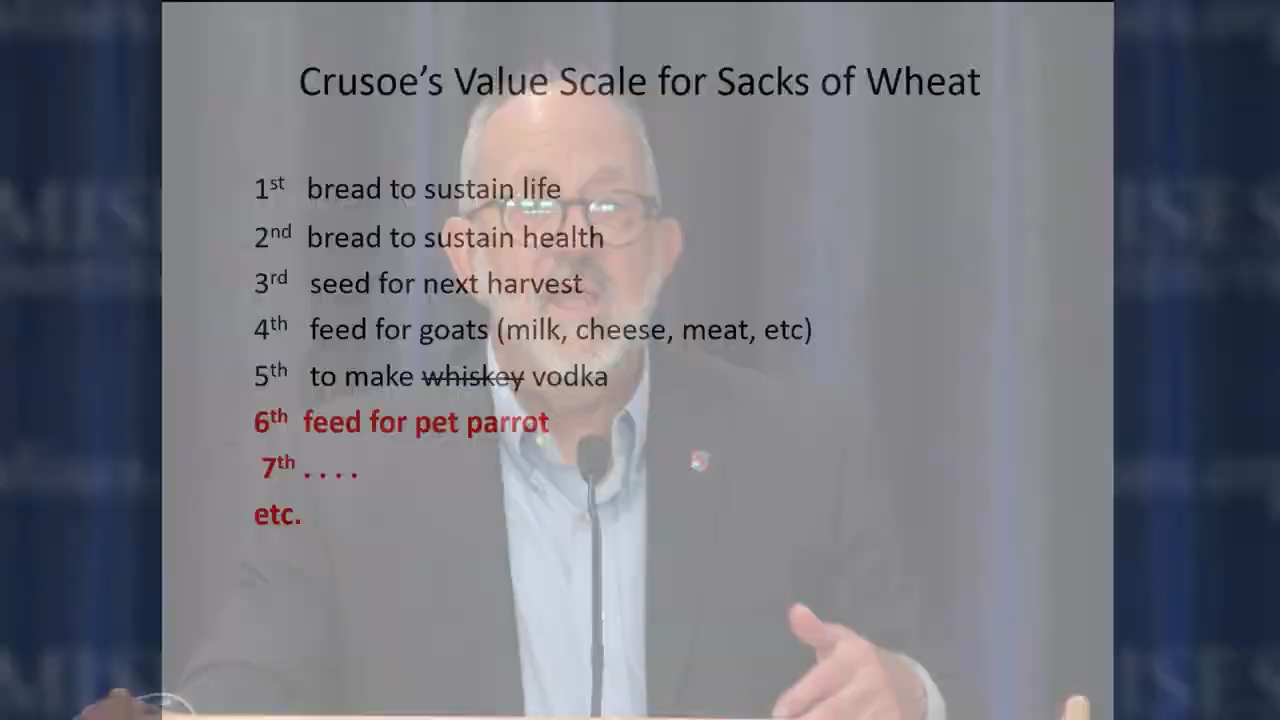 Crusoe's Value Scale for Sacks of Wheat
1st bread to sustain life
2nd bread to sustain health
3rd seed for next harvest
4th feed for goats (milk, cheese, meat, etc)
5th to make whiskey vodka
6th feed for pet parrot
7th . . . .
etc.